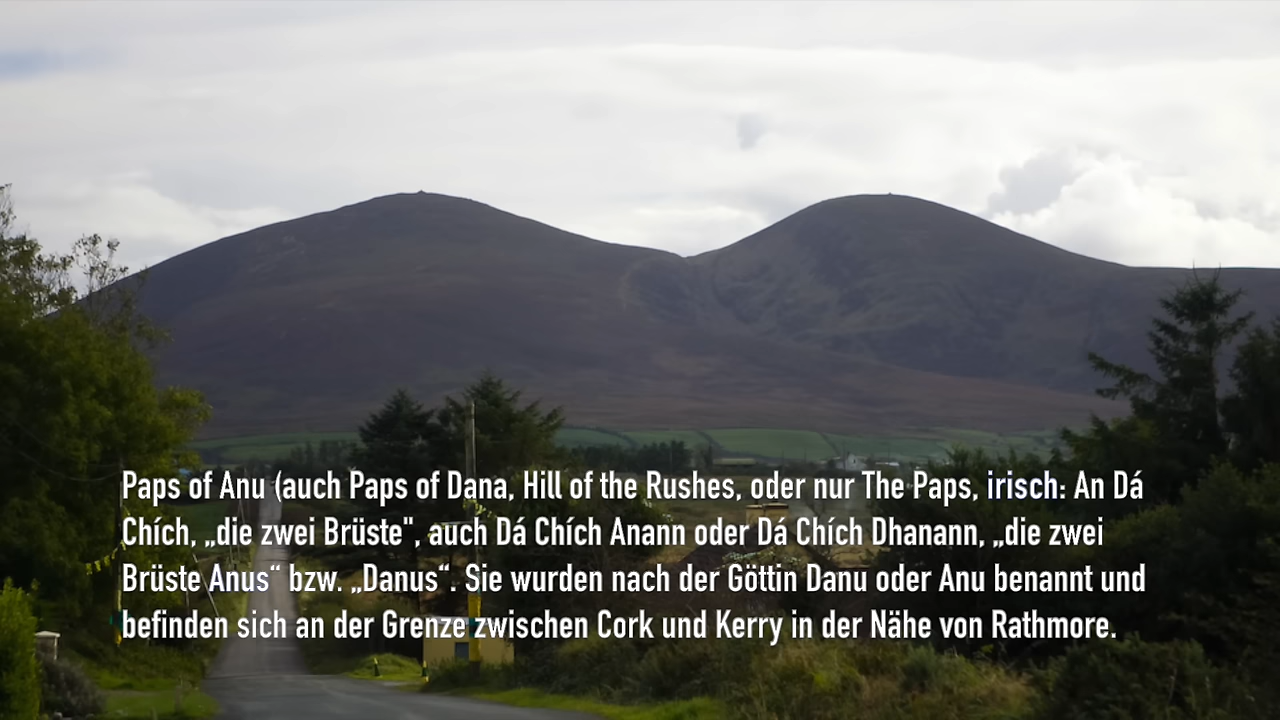 Paps of Anu (auch Paps of Dana, Hill of the Rushes, oder nur The Paps, irisch: An Dá
Chích, „die zwei Brüste", auch Dá Chích Anann oder Dá Chích Dhanann, „die zwei
Brüste Anus“ bzw. „Danus“. Sie wurden nach der Göttin Danu oder Anu benannt und
befinden sich an der Grenze zwischen Cork und Kerry in der Nähe von Rathmore.